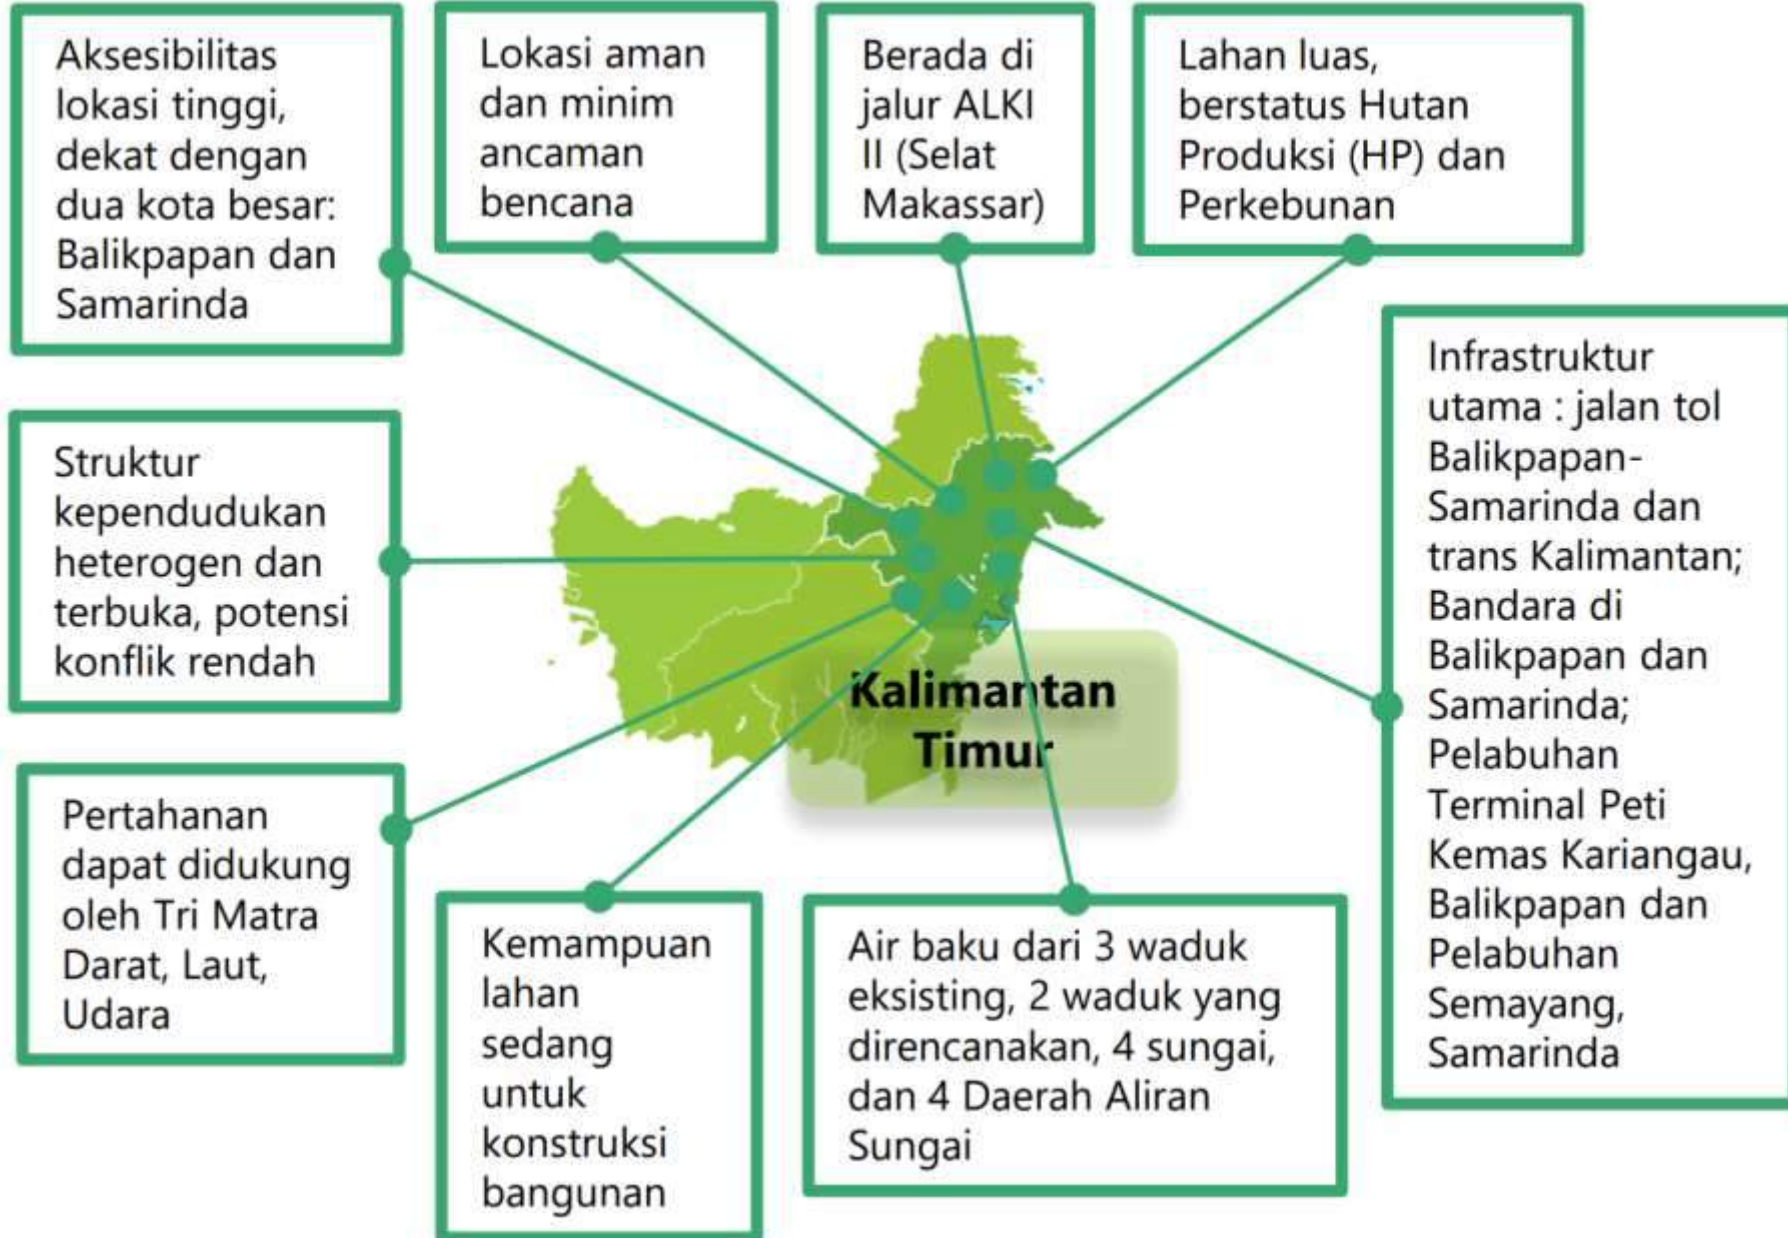 Aksesibilitas
lokasi tinggi,
dekat dengan
dua kota besar:
Balikpapan dan
Samarinda
Lokasi aman
dan minim
ancaman
bencana
Berada di
jalur ALKI
II (Selat
Makassar)
Lahan luas,
berstatus Hutan
Produksi (HP) dan
Perkebunan
Struktur
kependudukan
heterogen dan
terbuka, potensi
konflik rendah
Infrastruktur
utama : jalan tol
Balikpapan-
Samarinda dan
trans Kalimantan;
Bandara di
Balikpapan dan
Samarinda;
Pelabuhan
Terminal Peti
Kemas Kariangau,
Balikpapan dan
Pelabuhan
Semayang,
Samarinda
Kalimantan
Timur
Pertahanan
dapat didukung
oleh Tri Matra
Darat, Laut,
Udara
Kemampuan
lahan
sedang
untuk
konstruksi
bangunan
Air baku dari 3 waduk
eksisting, 2 waduk yang
direncanakan, 4 sungai,
dan 4 Daerah Aliran
Sungai